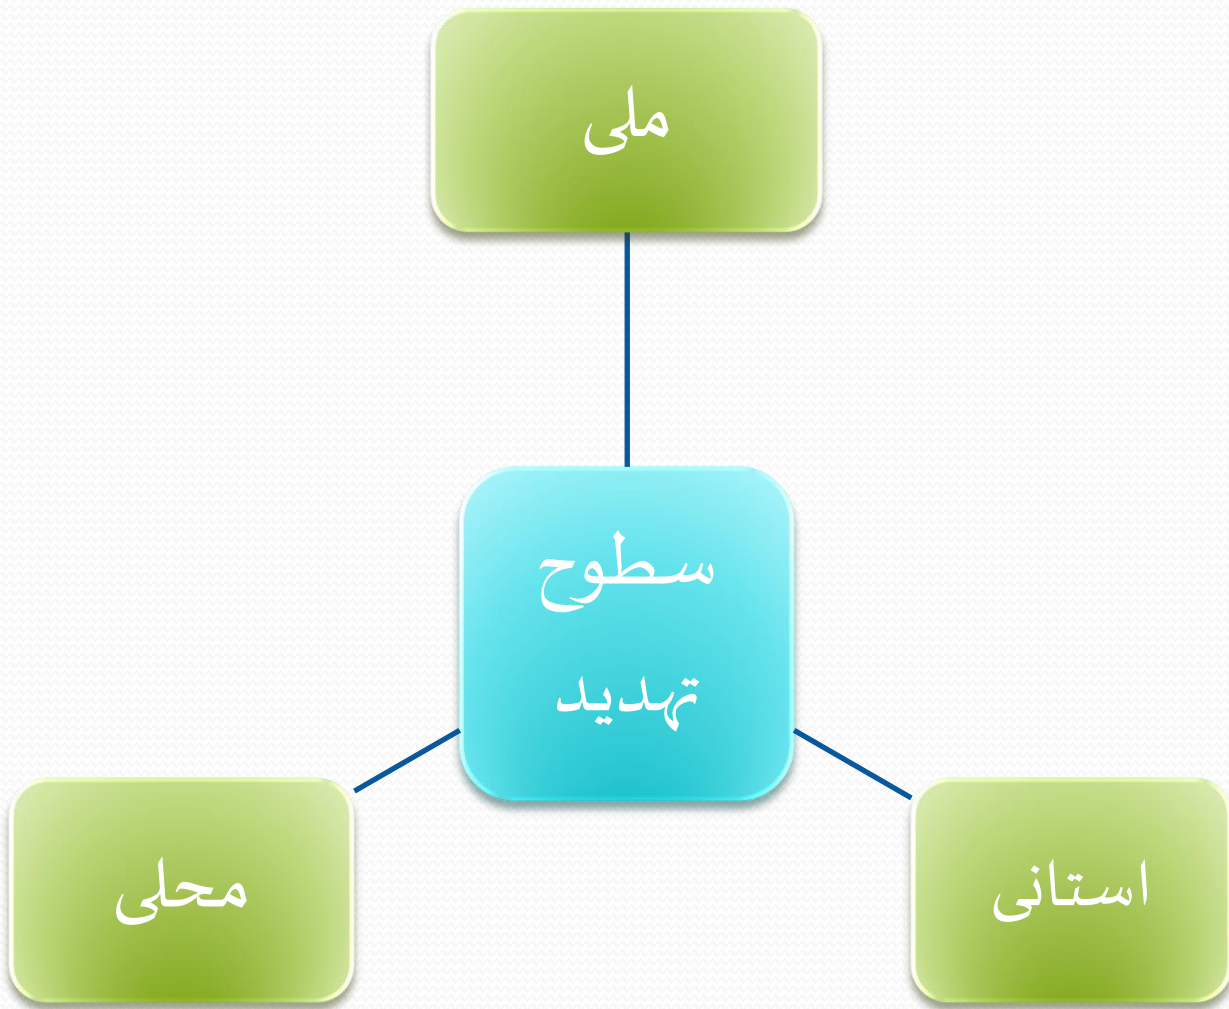 ملی
سطوح
تهدید
استانی
محلی